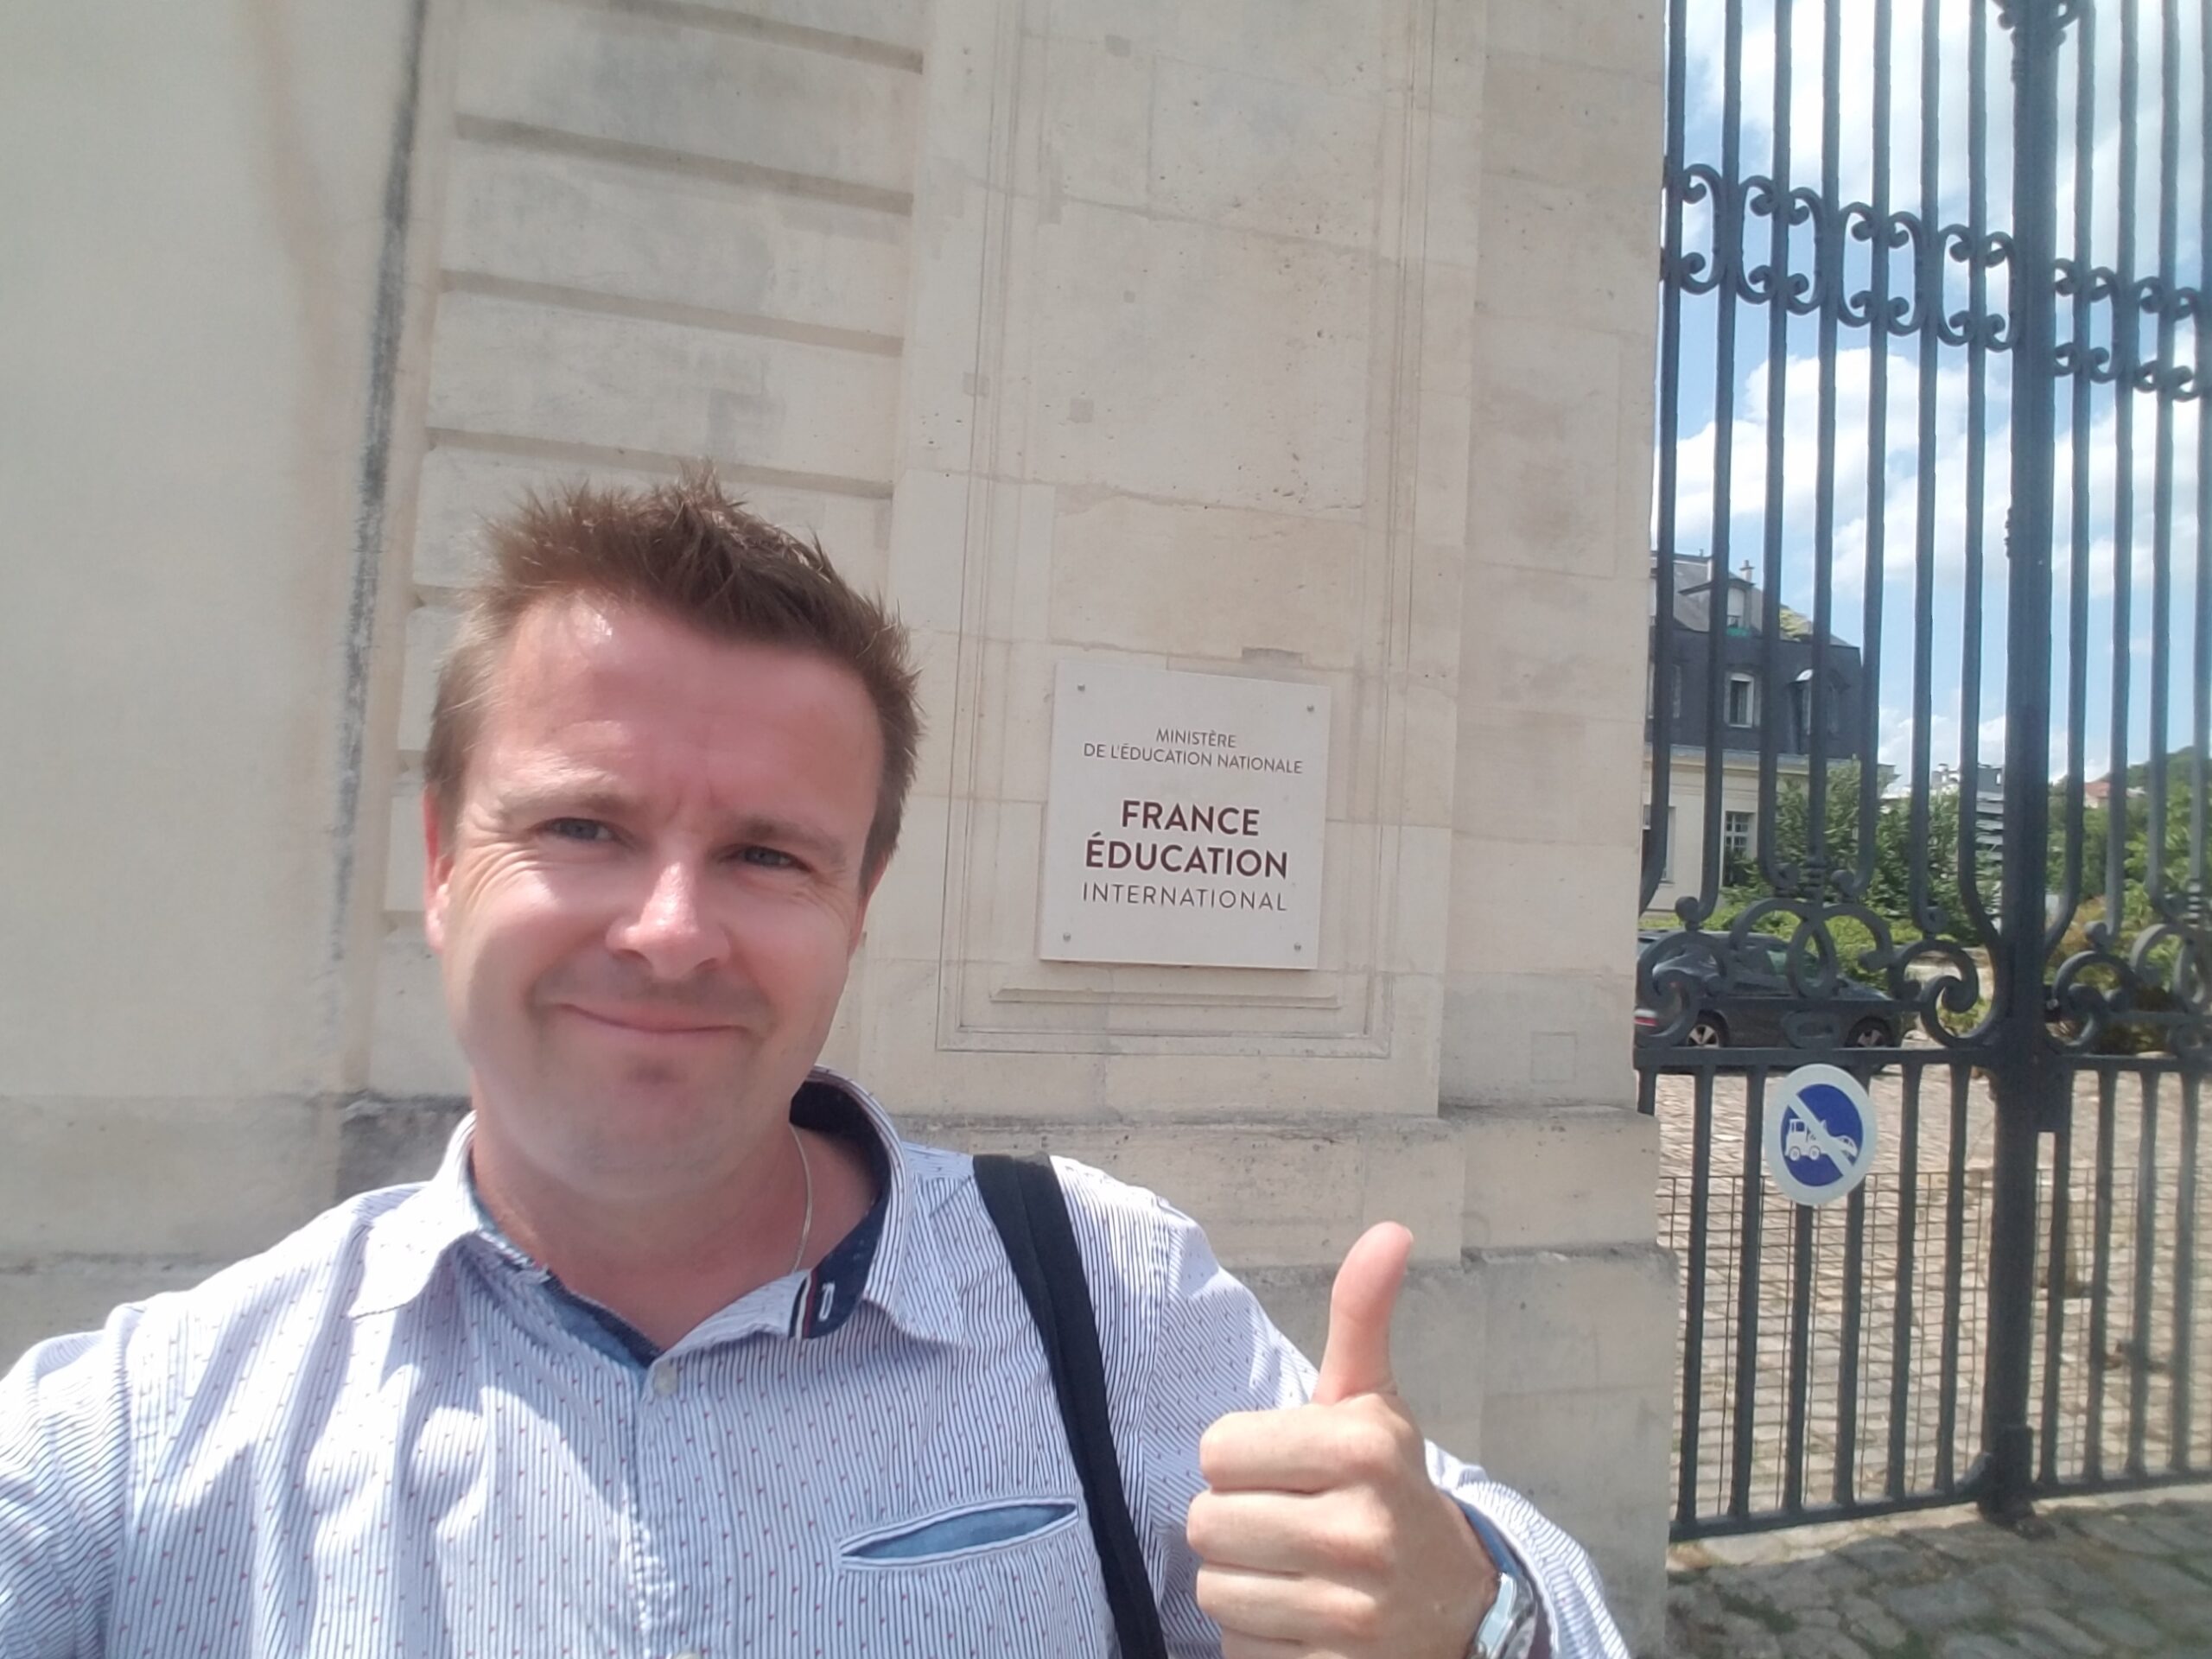 MINISTÈRE
DE L'ÉDUCATION NATIONALE
FRANCE
ÉDUCATION
INTERNATIONAL